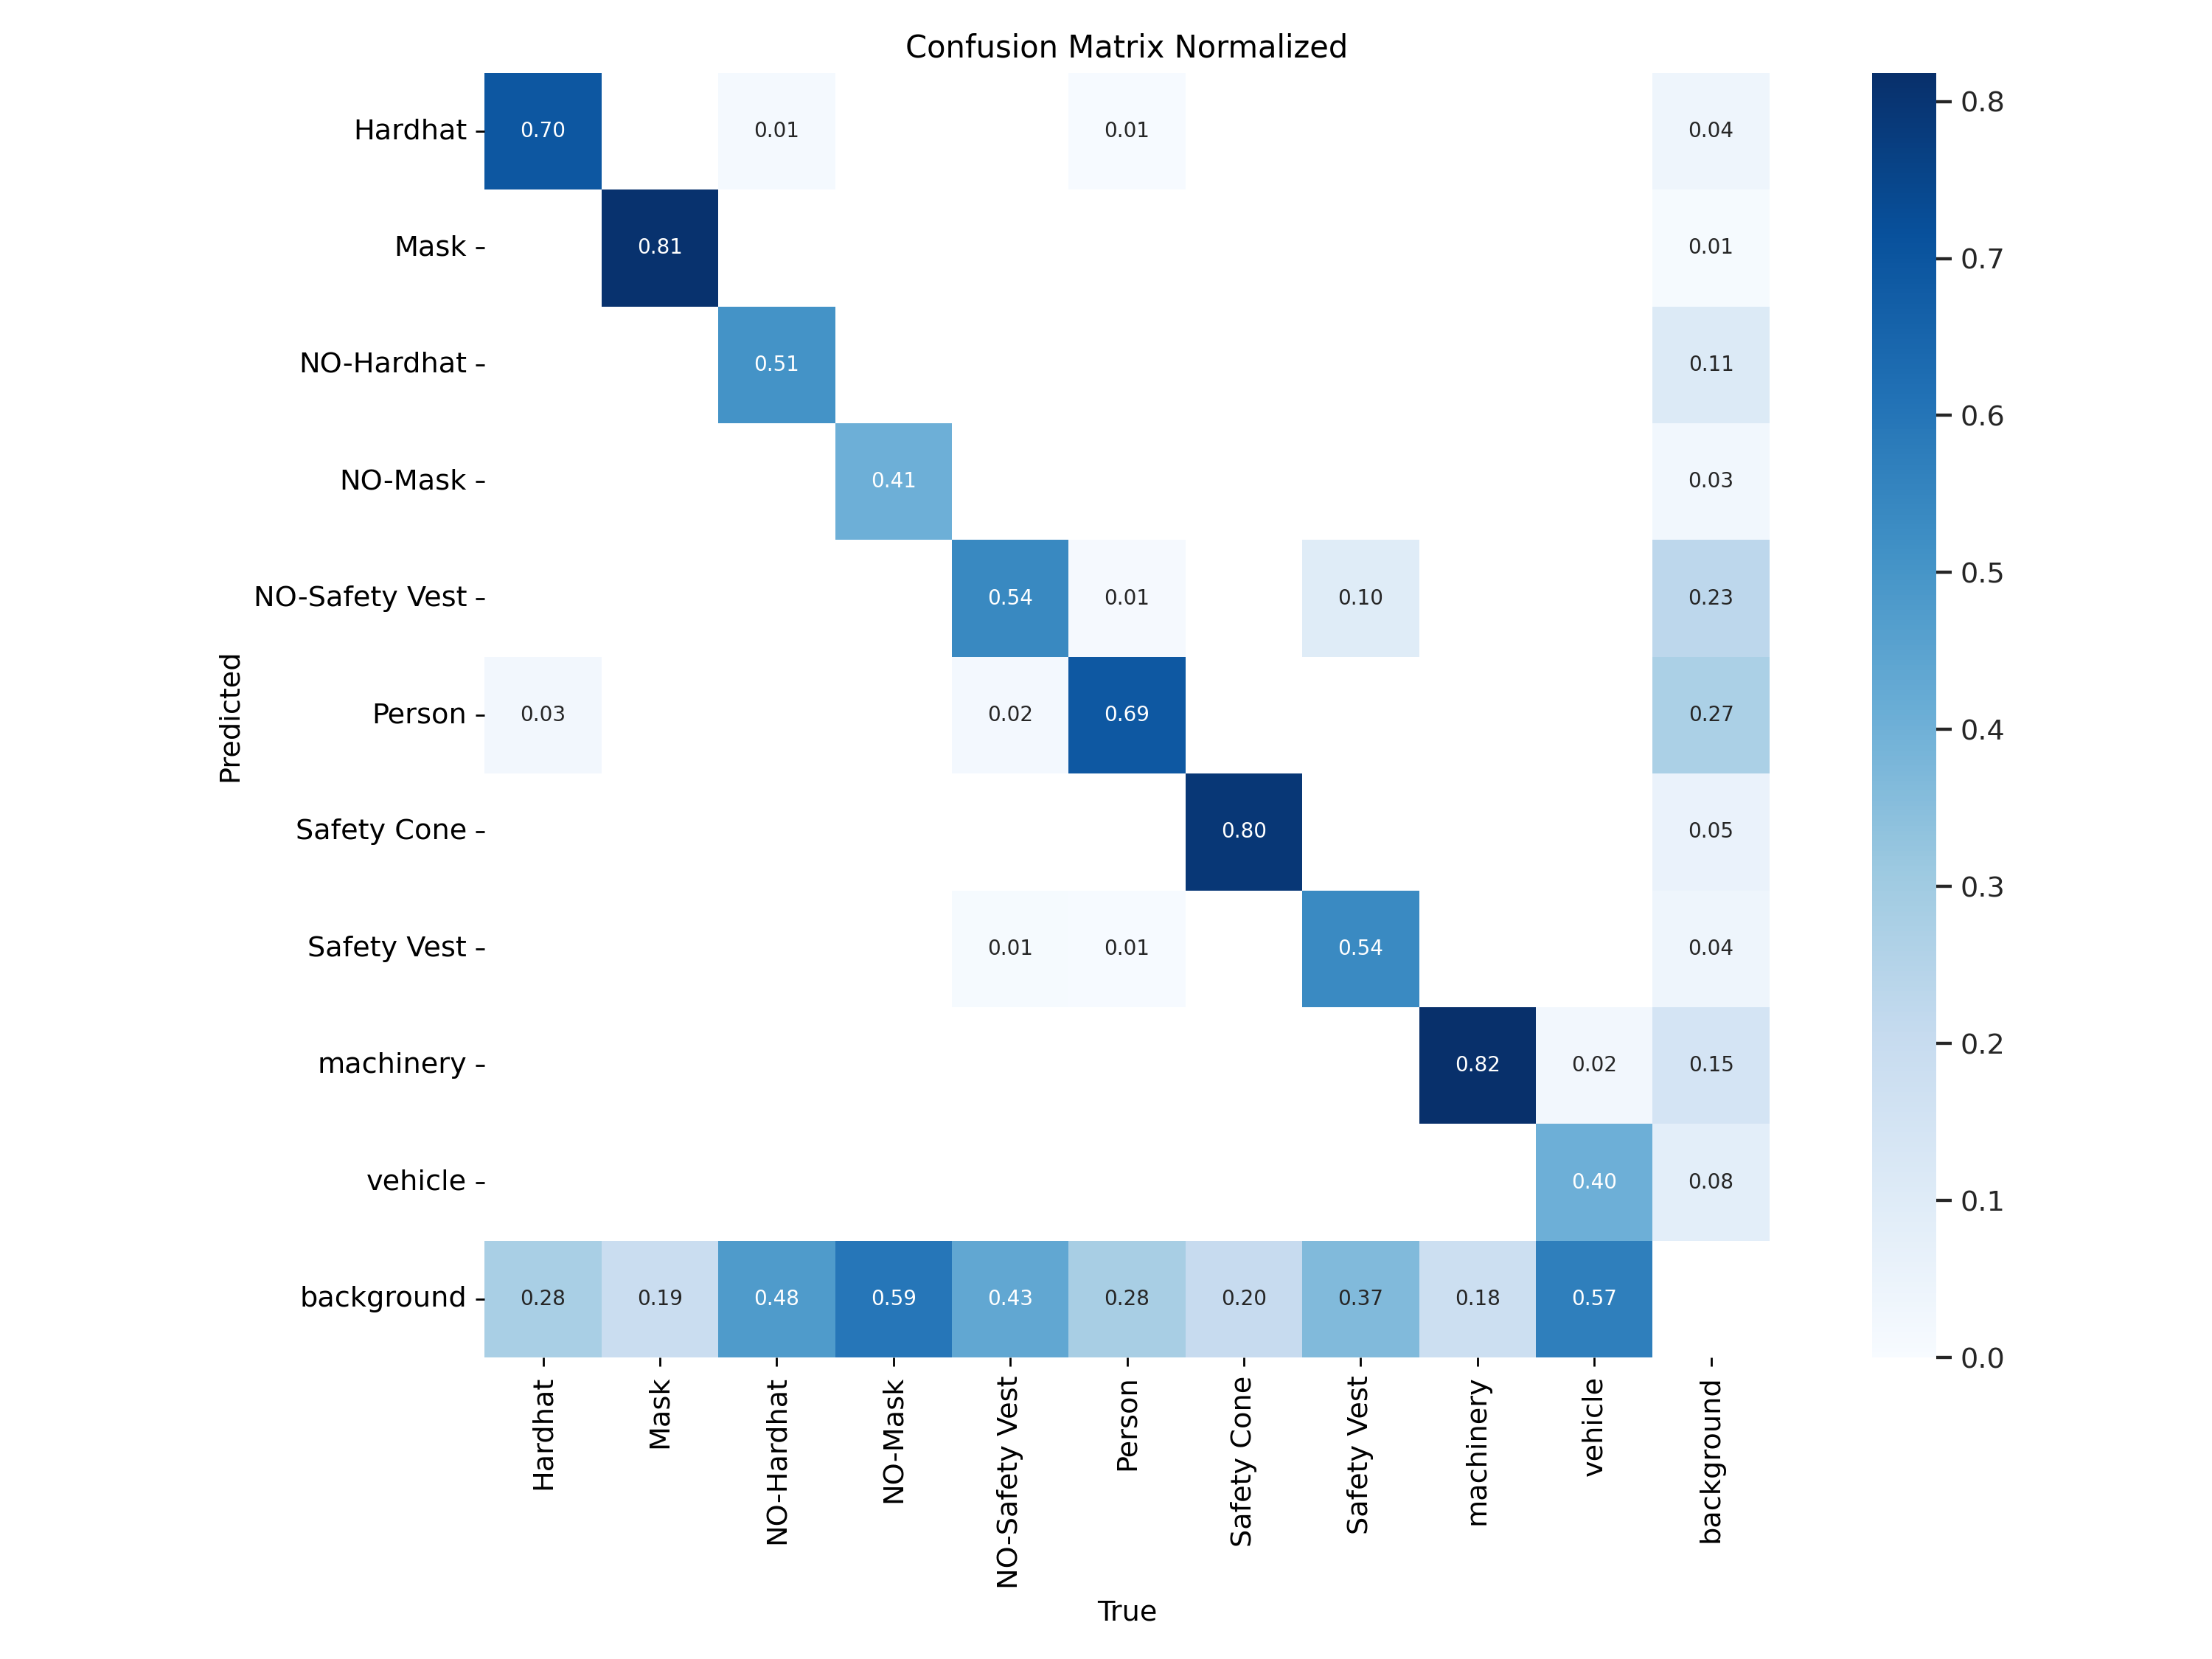 Confusion Matrix Normalized
Hardhat 0.70 0.01 0.01 0.04
Mask 0.81 0.01
NO-Hardhat 0.51 0.11
NO-Mask 0.41 0.03
NO-Safety Vest 0.54 0.01 0.10 0.23
Person 0.03 0.02 0.69 0.27
Safety Cone 0.80 0.05
Safety Vest 0.01 0.01 0.54 0.04
machinery 0.82 0.02 0.15
vehicle 0.40 0.08
background 0.28 0.19 0.48 0.59 0.43 0.28 0.20 0.37 0.18 0.57
Predicted
Hardhat
Mask
NO-Hardhat
NO-Mask
NO-Safety Vest
Person
Safety Cone
Safety Vest
machinery
vehicle
background
True
0.8
0.7
0.6
0.5
0.4
0.3
0.2
0.1
0.0